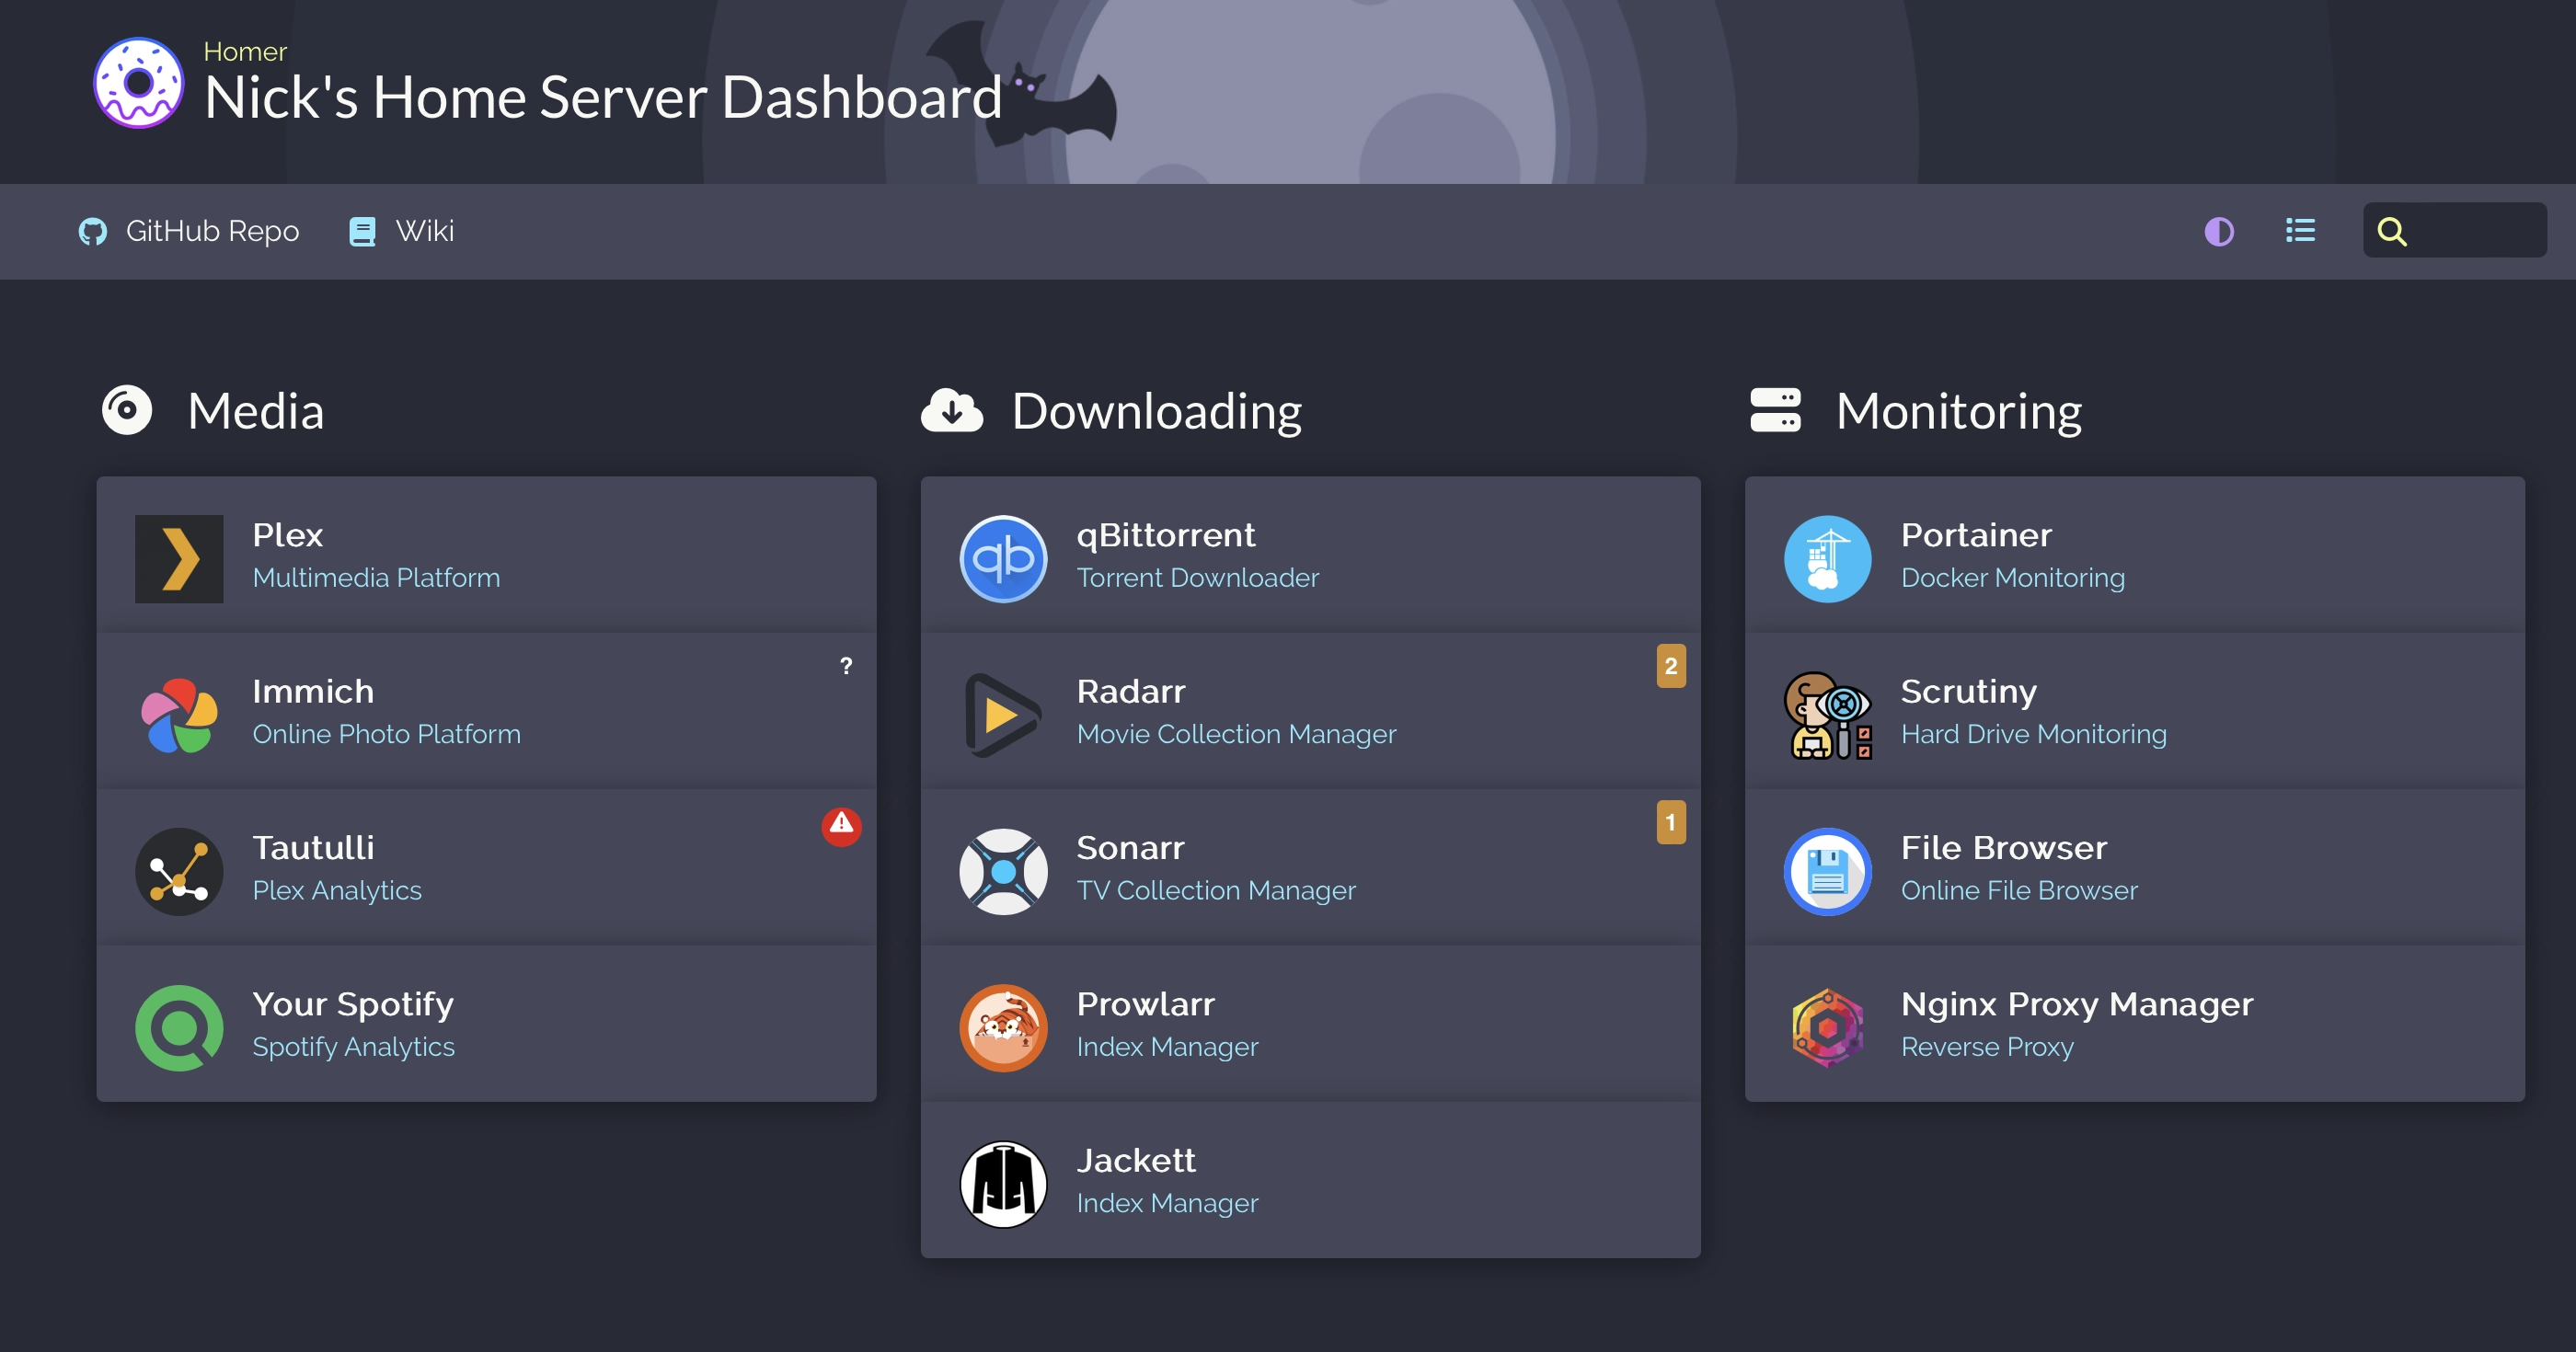 Homer
Nick's Home Server Dashboard
GitHub Repo
Wiki
Media
Plex
Multimedia Platform
?
Immich
Online Photo Platform
Tautulli
Plex Analytics
Your Spotify
Spotify Analytics
Downloading
qb
qBittorrent
Torrent Downloader
2
Radarr
Movie Collection Manager
1
Sonarr
TV Collection Manager
Prowlarr
Index Manager
Jackett
Index Manager
Monitoring
Portainer
Docker Monitoring
Scrutiny
Hard Drive Monitoring
File Browser
Online File Browser
Nginx Proxy Manager
Reverse Proxy